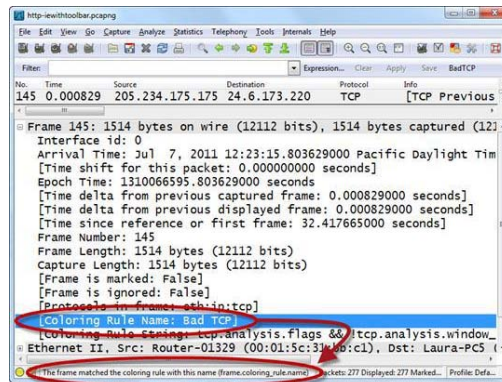 http-iewithtoolbar.pcapng
File Edit View Go Capture Analyze Statistics Telephony Tools Internals Help
Filter: Expression... Clear Apply Save BadTCP
No. Time Source Destination Protocol Info
145 0.000829 205.234.175.175 24.6.173.220 TCP [TCP Previous
Frame 145: 1514 bytes on wire (12112 bits), 1514 bytes captured (121
Interface id: 0
Arrival Time: Jul 7, 2011 12:23:15.803629000 Pacific Daylight Tim
[Time shift for this packet: 0.000000000 seconds]
Epoch Time: 1310066595.803629000 seconds
[Time delta from previous captured frame: 0.000829000 seconds]
[Time delta from previous displayed frame: 0.000829000 seconds]
[Time since reference or first frame: 32.417665000 seconds]
Frame Number: 145
Frame Length: 1514 bytes (12112 bits)
Capture Length: 1514 bytes (12112 bits)
[Frame is marked: False]
[Frame is ignored: False]
[Protocols in frame: eth:ip:tcp]
[Coloring Rule Name: Bad TCP]
[Coloring Rule String: tcp.analysis.flags && !tcp.analysis.window_
Ethernet II, Src: Router-01329 Dst: Laura-PC5 (
The frame matched the coloring rule with this name (frame.coloring_rule.name) Packets: 277 Displayed: 277 Marked... Profile: Defa...